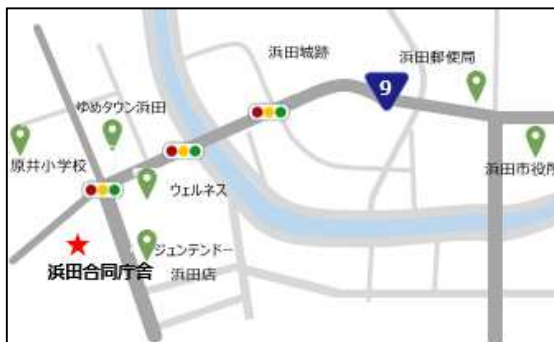 浜田城跡
浜田郵便局
9
ゆめタウン浜田
原井小学校
浜田市役所
ウェルネス
ジュンテンドー
浜田店
浜田合同庁舎